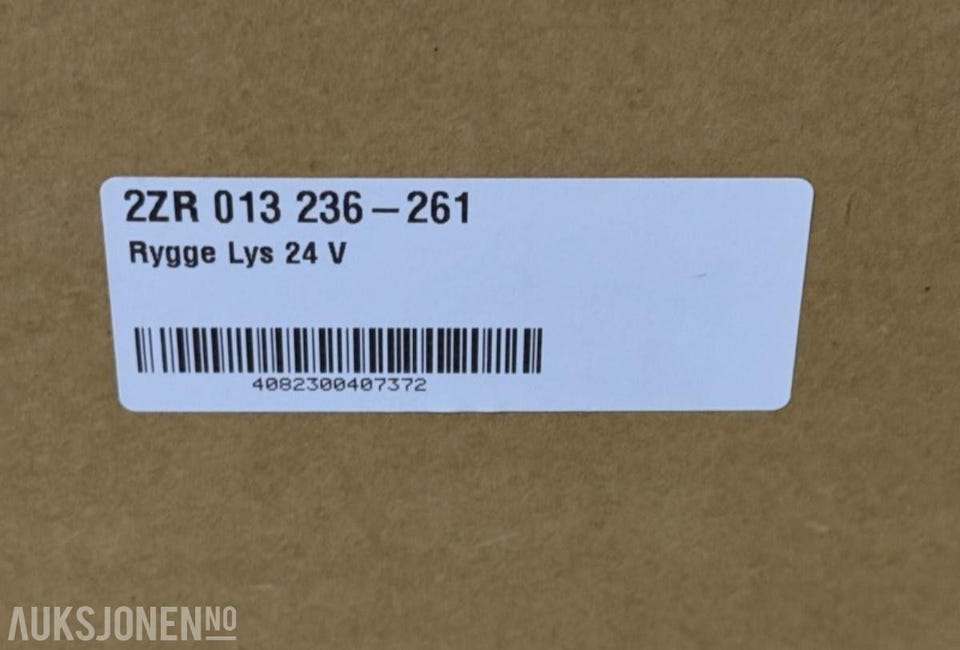 2ZR 013 236-261
Rygge Lys 24 V
4082300407372
AUKSJONEN NO